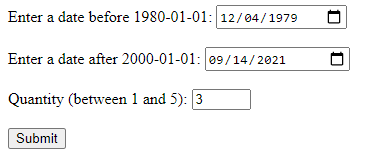 Enter a date before 1980-01-01: 12/04/1979
Enter a date after 2000-01-01: 09/14/2021
Quantity (between 1 and 5): 3
Submit